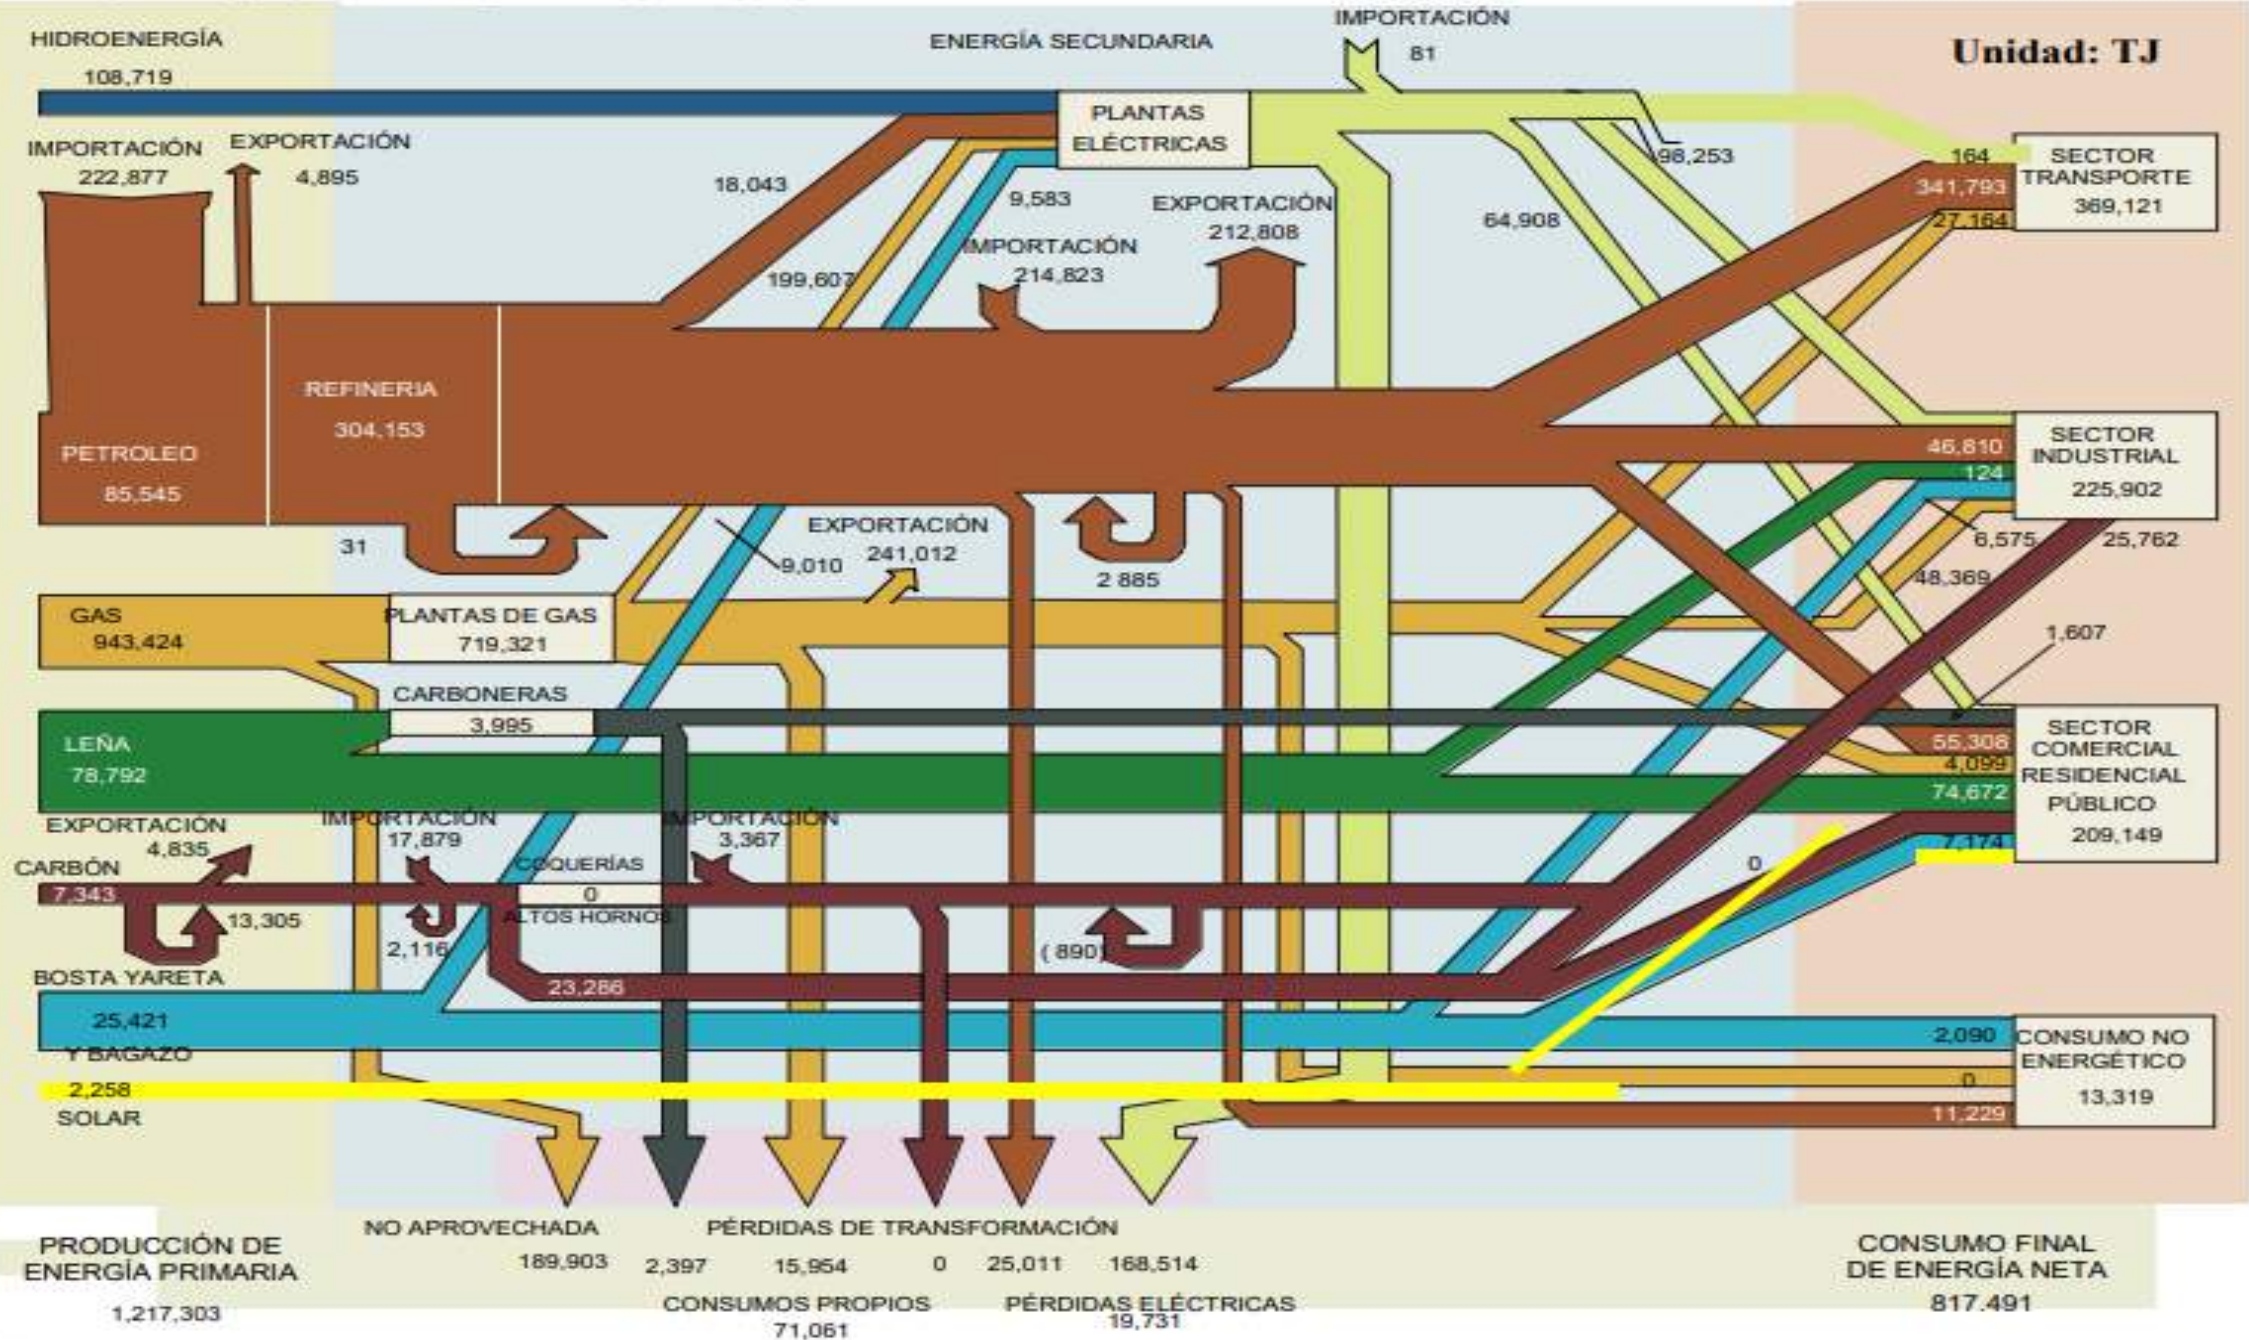 HIDROENERGÍA
108,719
ENERGÍA SECUNDARIA
IMPORTACIÓN
81
Unidad: TJ
IMPORTACIÓN
222,877
EXPORTACIÓN
4,895
PLANTAS
ELÉCTRICAS
18,043
199,607
9,583
IMPORTACIÓN
214,823
EXPORTACIÓN
212,808
64,908
98,253
164
341,793
27,164
SECTOR
TRANSPORTE
369,121
REFINERIA
304,153
PETROLEO
85,545
31
9,010
EXPORTACIÓN
241,012
2 885
46,810
124
SECTOR
INDUSTRIAL
225,902
6,575
25,762
48,369
GAS
943,424
PLANTAS DE GAS
719,321
1,607
CARBONERAS
3,995
LEÑA
78,792
55,308
4,099
74,672
7,174
SECTOR
COMERCIAL
RESIDENCIAL
PÚBLICO
209,149
EXPORTACIÓN
4,835
IMPORTACIÓN
17,879
IMPORTACIÓN
3,367
CARBÓN
7,343
COQUERÍAS
0
ALTOS HORNOS
0
13,305
2,116
( 890)
23,286
BOSTA YARETA
25,421
Y BAGAZO
2,258
SOLAR
2,090
0
11,229
CONSUMO NO
ENERGÉTICO
13,319
NO APROVECHADA
189,903
PÉRDIDAS DE TRANSFORMACIÓN
2,397
15,954
0
25,011
168,514
CONSUMOS PROPIOS
71,061
PÉRDIDAS ELÉCTRICAS
19,731
PRODUCCIÓN DE
ENERGÍA PRIMARIA
1,217,303
CONSUMO FINAL
DE ENERGÍA NETA
817.491